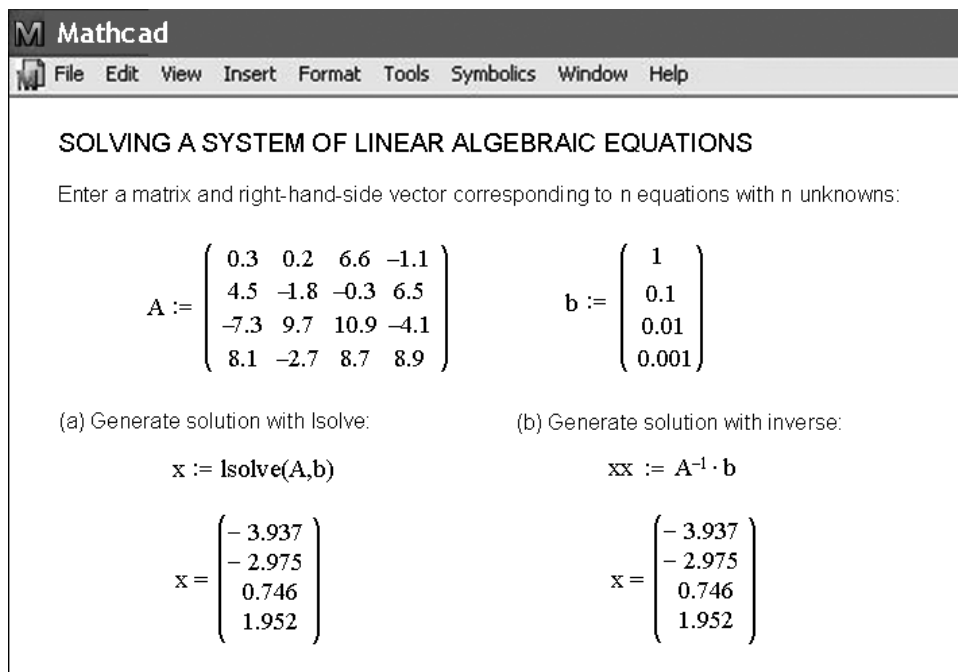 Mathcad
File Edit View Insert Format Tools Symbolics Window Help
SOLVING A SYSTEM OF LINEAR ALGEBRAIC EQUATIONS
Enter a matrix and right-hand-side vector corresponding to n equations with n unknowns:
A := ( 0.3 0.2 6.6 –1.1
4.5 –1.8 –0.3 6.5
–7.3 9.7 10.9 –4.1
8.1 –2.7 8.7 8.9 )
b := ( 1
0.1
0.01
0.001 )
(a) Generate solution with lsolve:
x := lsolve(A,b)
x = ( – 3.937
– 2.975
0.746
1.952 )
(b) Generate solution with inverse:
xx := A⁻¹ · b
x = ( – 3.937
– 2.975
0.746
1.952 )